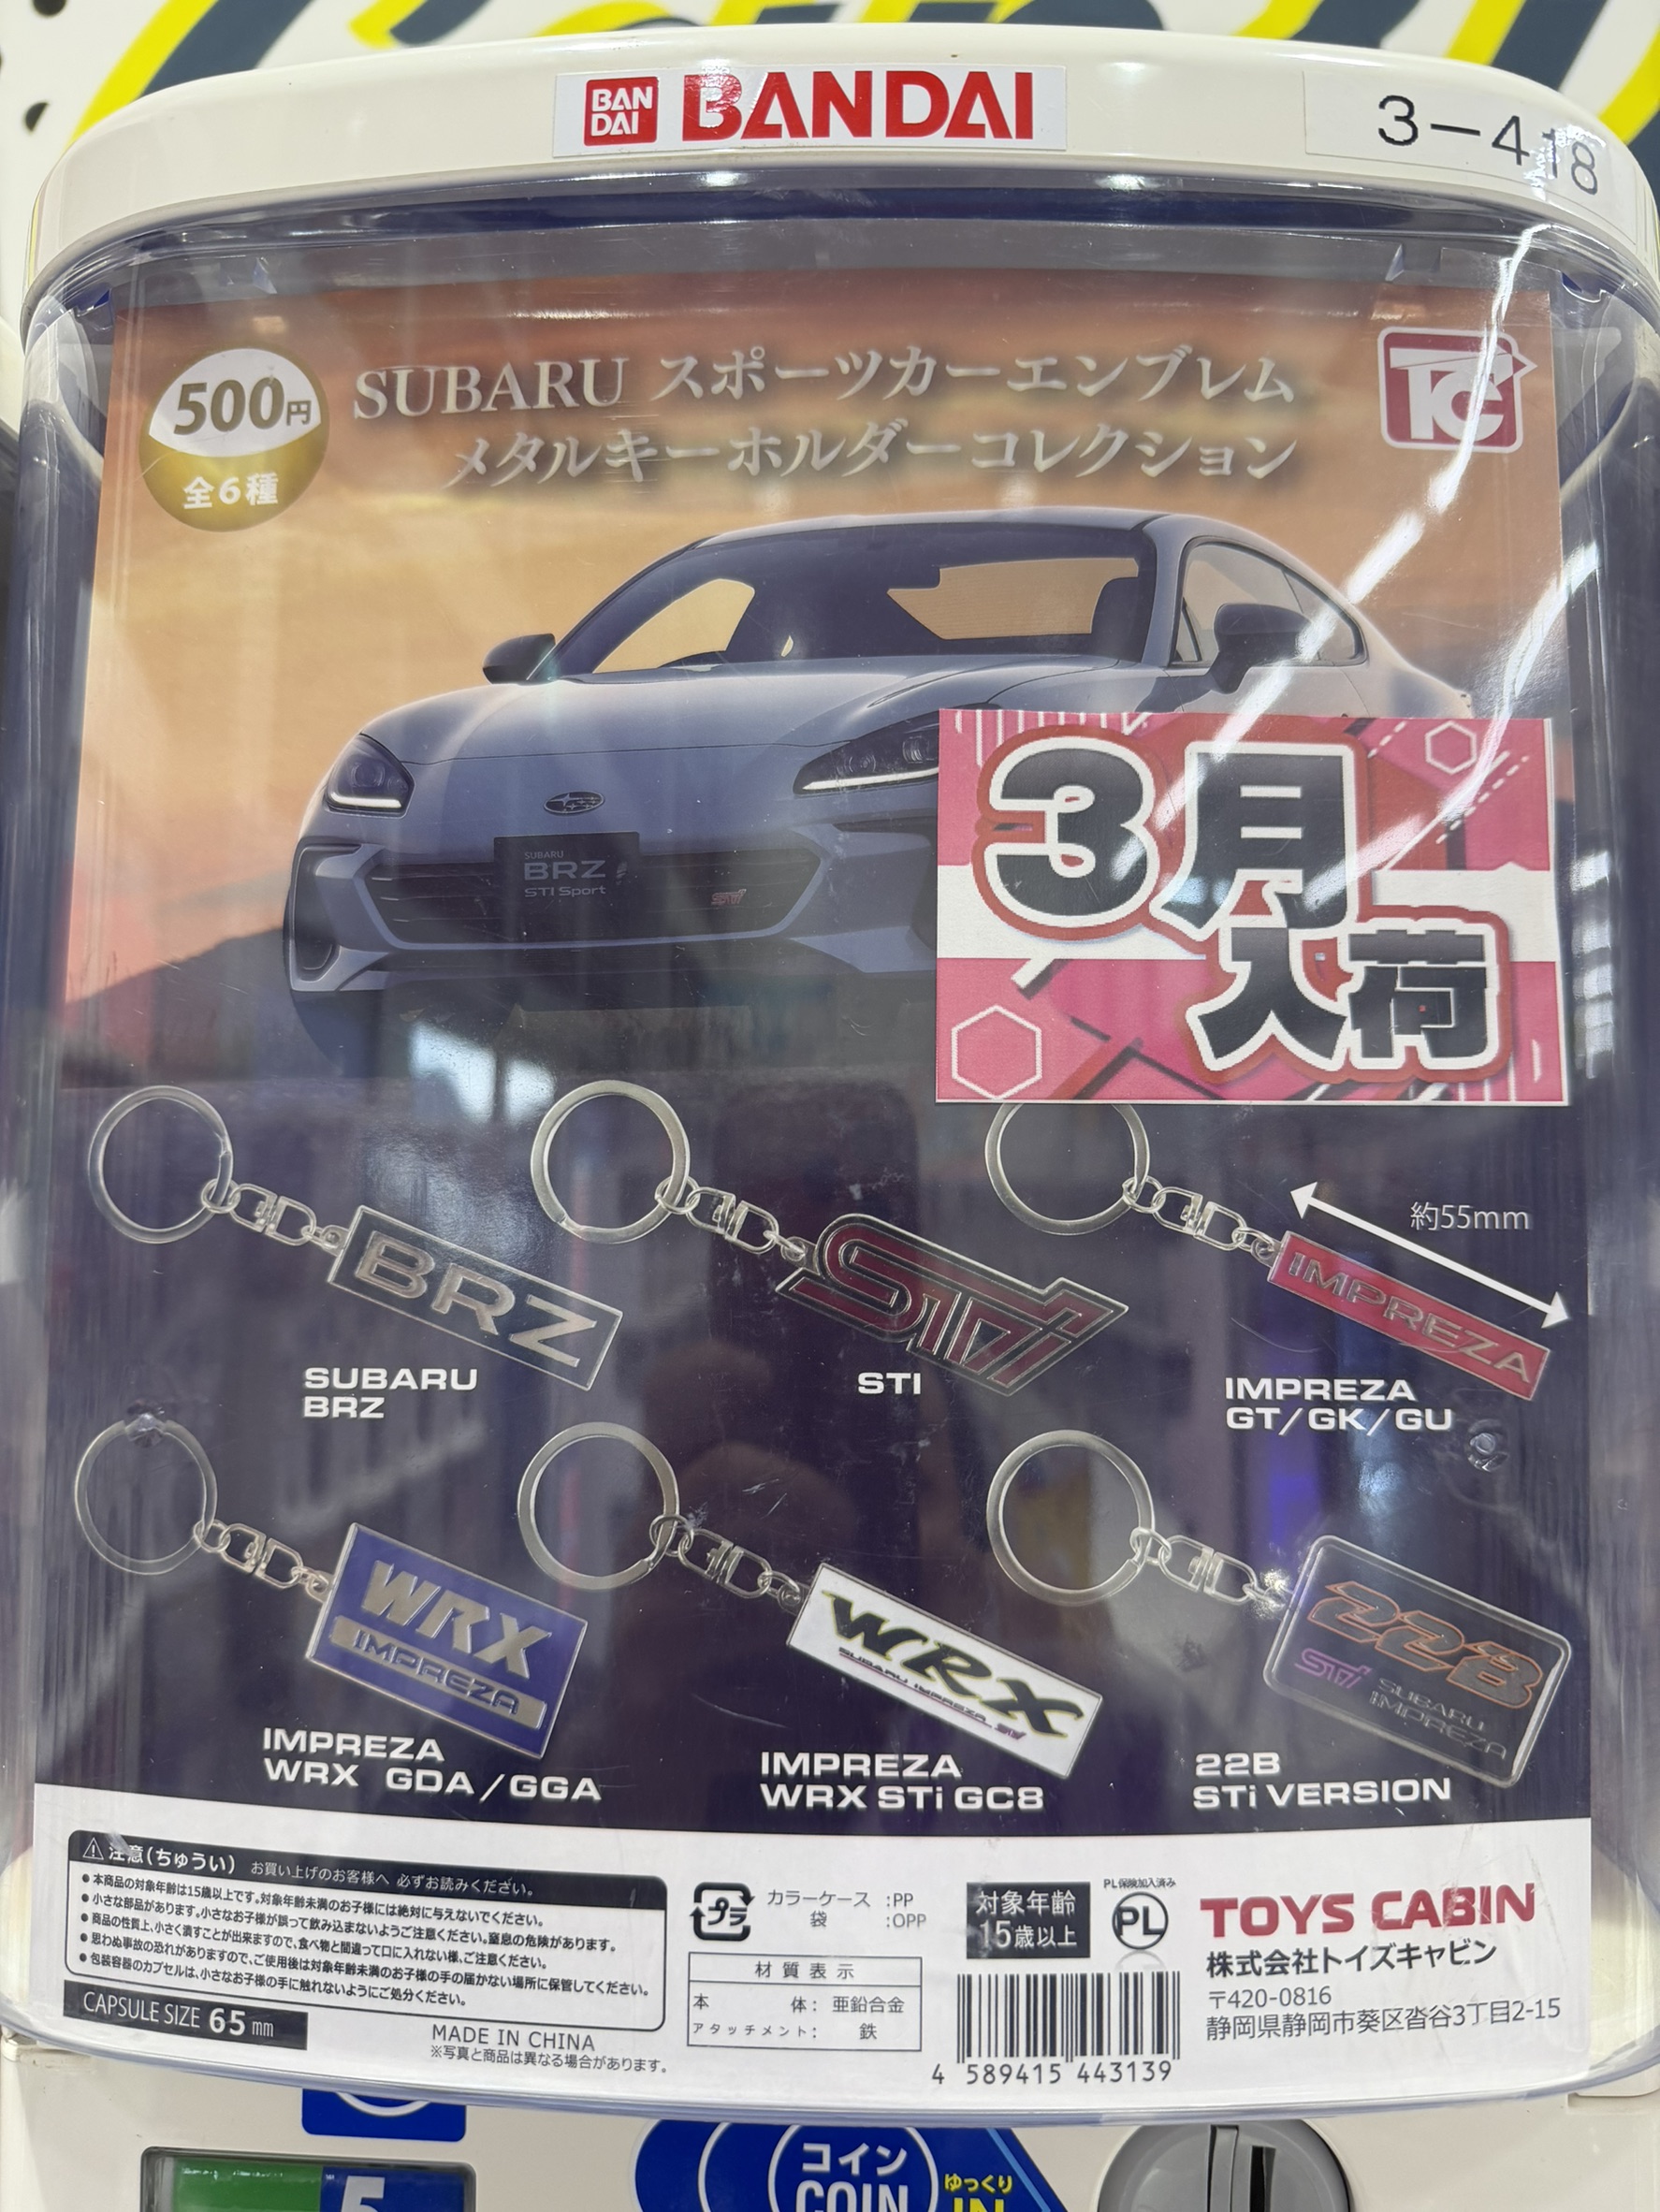 BAN
DAI
BANDAI
3-4-18
500円
全6種
SUBARU スポーツカーエンブレム
メタルキーホルダーコレクション
TC
SUBARU
BRZ
STI Sport
STI
3月
入荷
BRZ
STI
約55mm
IMPREZA
SUBARU
BRZ
STI
IMPREZA
GT/GK/GU
WRX
IMPREZA
WRX
SUBARU IMPREZA STi
22B
STi
SUBARU
IMPREZA
IMPREZA
WRX GDA/GGA
IMPREZA
WRX STi GC8
22B
STi VERSION
注意(ちゅうい) お買い上げのお客様へ 必ずお読みください。
●本商品の対象年齢は15歳以上です。対象年齢未満のお子様には絶対に与えないでください。
●小さな部品があります。小さなお子様が誤って飲み込まないようご注意ください。窒息の危険があります。
●商品の性質上、小さく潰すことが出来ますので、食べ物と間違って口に入れない様、ご注意ください。
●思わぬ事故の恐れがありますので、ご使用後は対象年齢未満のお子様の手の届かない場所に保管してください。
●包装容器のカプセルは、小さなお子様の手に触れないようにご処分ください。
CAPSULE SIZE 65mm
MADE IN CHINA
※写真と商品は異なる場合があります。
プラ
カラーケース :PP
袋 :OPP
材質表示
本体: 亜鉛合金
アタッチメント: 鉄
対象年齢
15歳以上
PL保険加入済み
PL
4 589415 443139
TOYS CABIN
株式会社トイズキャビン
〒420-0816
静岡県静岡市葵区沓谷3丁目2-15
5
コイン
COIN
ゆっくり
IN